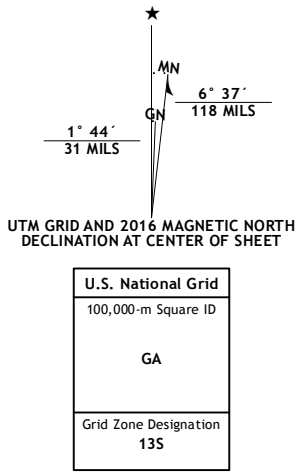 ★
MN
6° 37´
118 MILS
GN
1° 44´
31 MILS
UTM GRID AND 2016 MAGNETIC NORTH
DECLINATION AT CENTER OF SHEET
U.S. National Grid
100,000-m Square ID
GA
Grid Zone Designation
13S